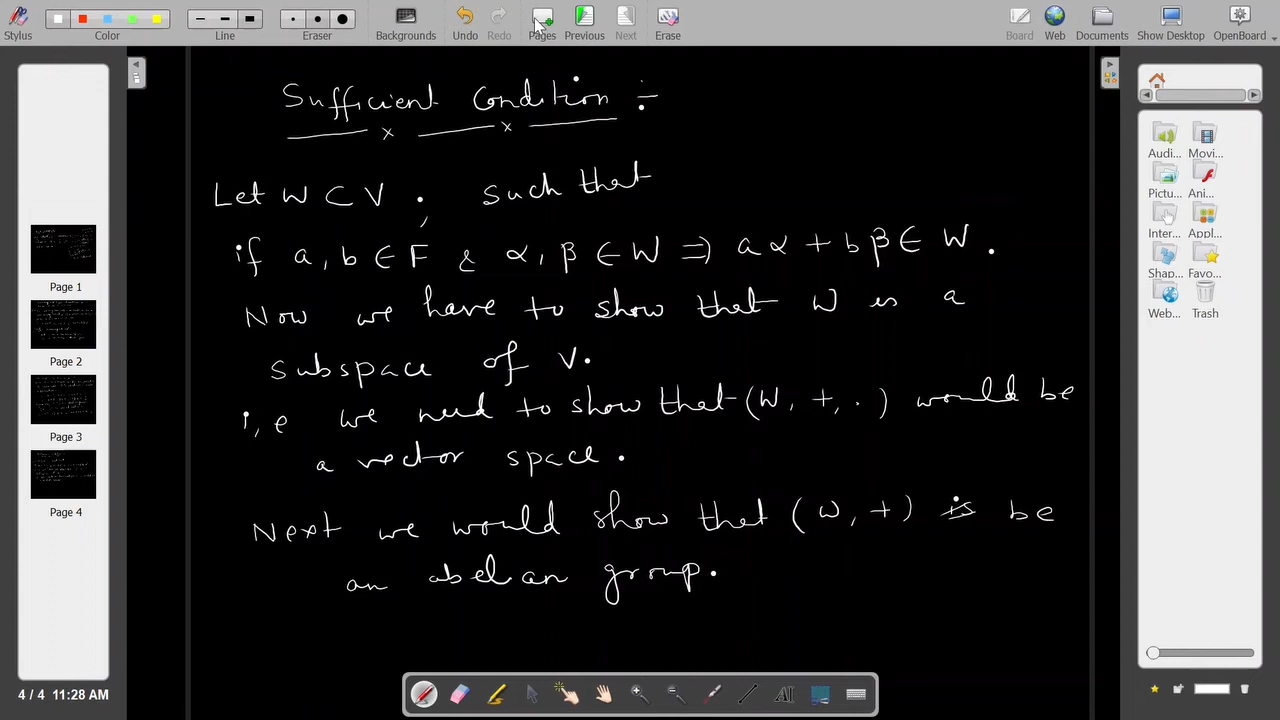 Stylus
Color
Line
Eraser
Backgrounds
Undo
Redo
Pages
Previous
Next
Erase
Board
Web
Documents
Show Desktop
OpenBoard
Sufficient Condition :-
Let W ⊂ V . such that
if a, b ∈ F & α, β ∈ W ⇒ aα + bβ ∈ W .
Now we have to show that W is a
subspace of V.
i,e we need to show that (W, +, .) would be
a vector space.
Next we would show that (W, +) is be
an abelian group.
Page 1
Page 2
Page 3
Page 4
4 / 4 11:28 AM
Audi... Movi...
Pictu... Ani...
Inter... App...
Shap... Favo...
Web... Trash
AI